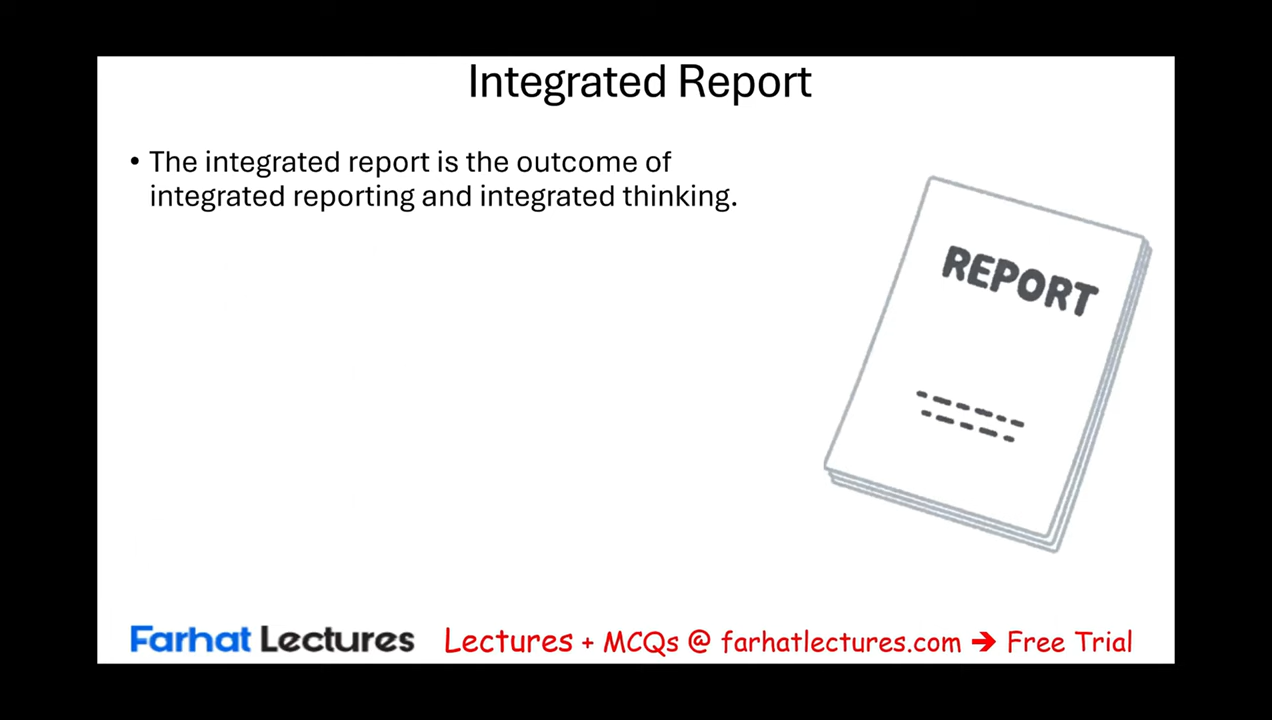 Integrated Report
• The integrated report is the outcome of
integrated reporting and integrated thinking.
REPORT
Farhat Lectures Lectures + MCQs @ farhatlectures.com ➔ Free Trial